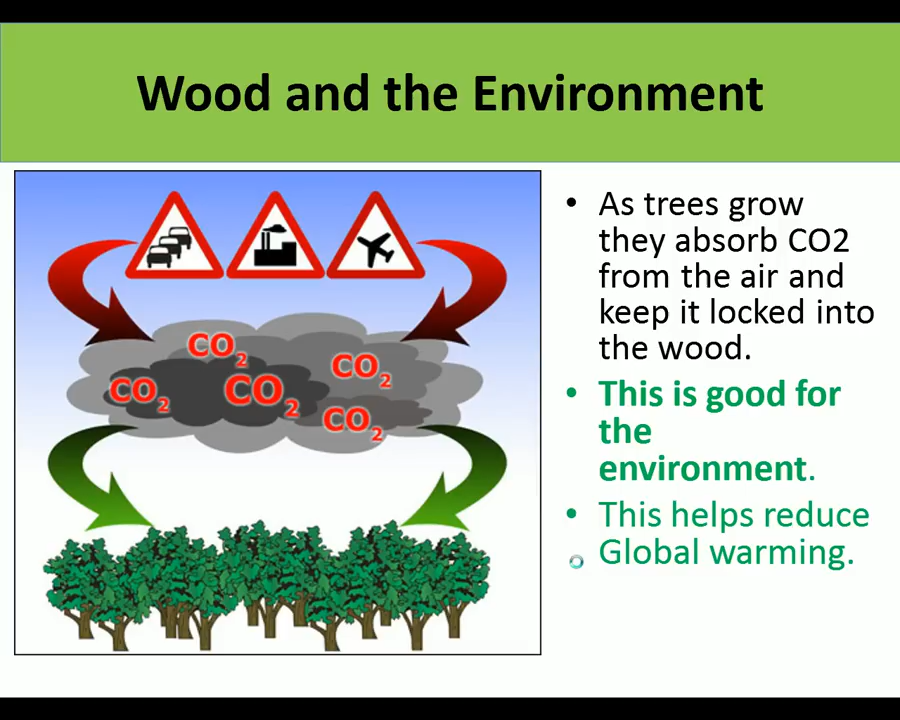 Wood and the Environment
CO2
CO2
CO2
CO2
CO2
• As trees grow
they absorb CO2
from the air and
keep it locked into
the wood.
• This is good for
the
environment.
• This helps reduce
Global warming.